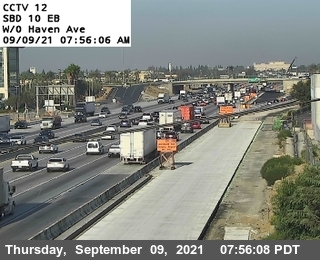 CCTV 12
SBD 10 EB
W/O Haven Ave
09/09/21 07:56:06 AM
Thursday, September 09, 2021 07:56:08 PDT